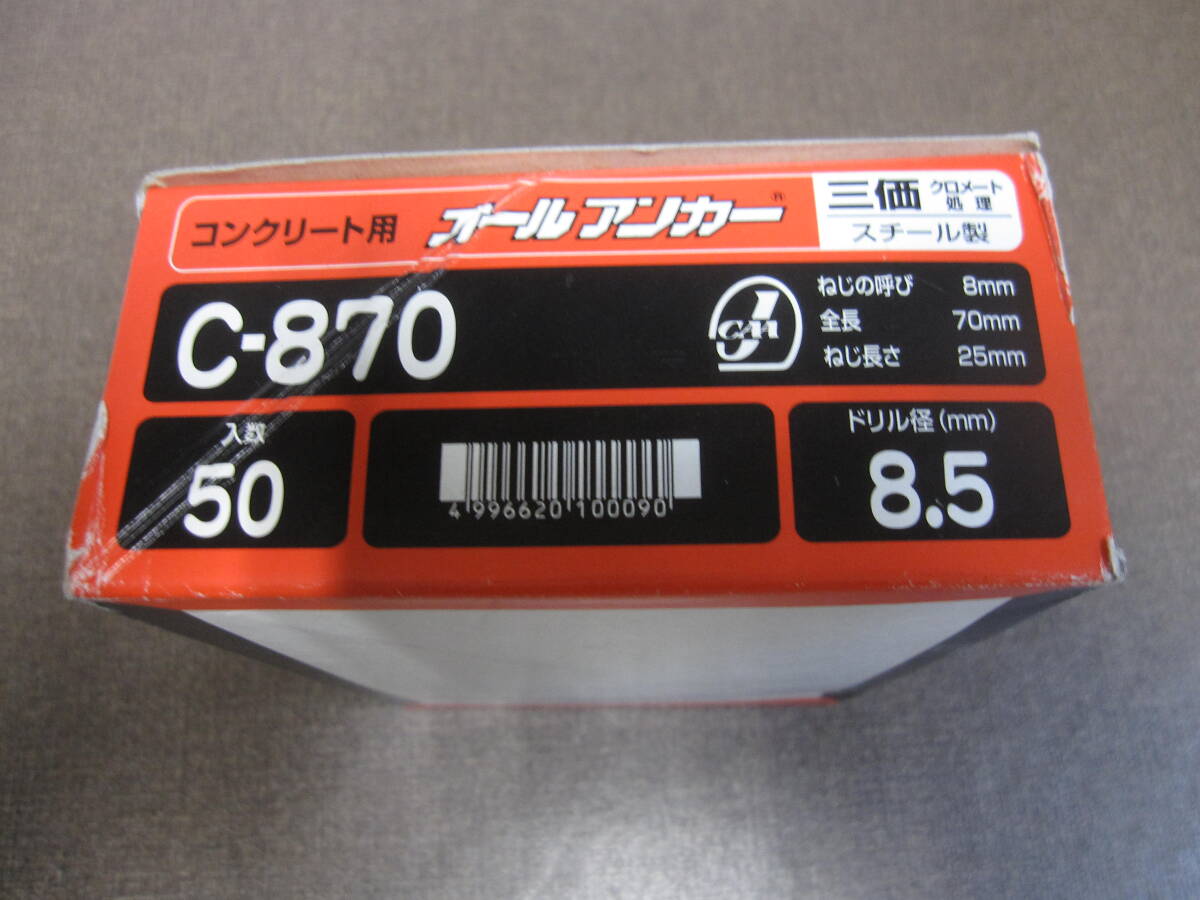 コンクリート用 オールアンカー®
三価 クロメート処理
スチール製
C-870
JCAA
ねじの呼び 8mm
全長 70mm
ねじ長さ 25mm
入数
50
4 996620 100090
ドリル径(mm)
8.5